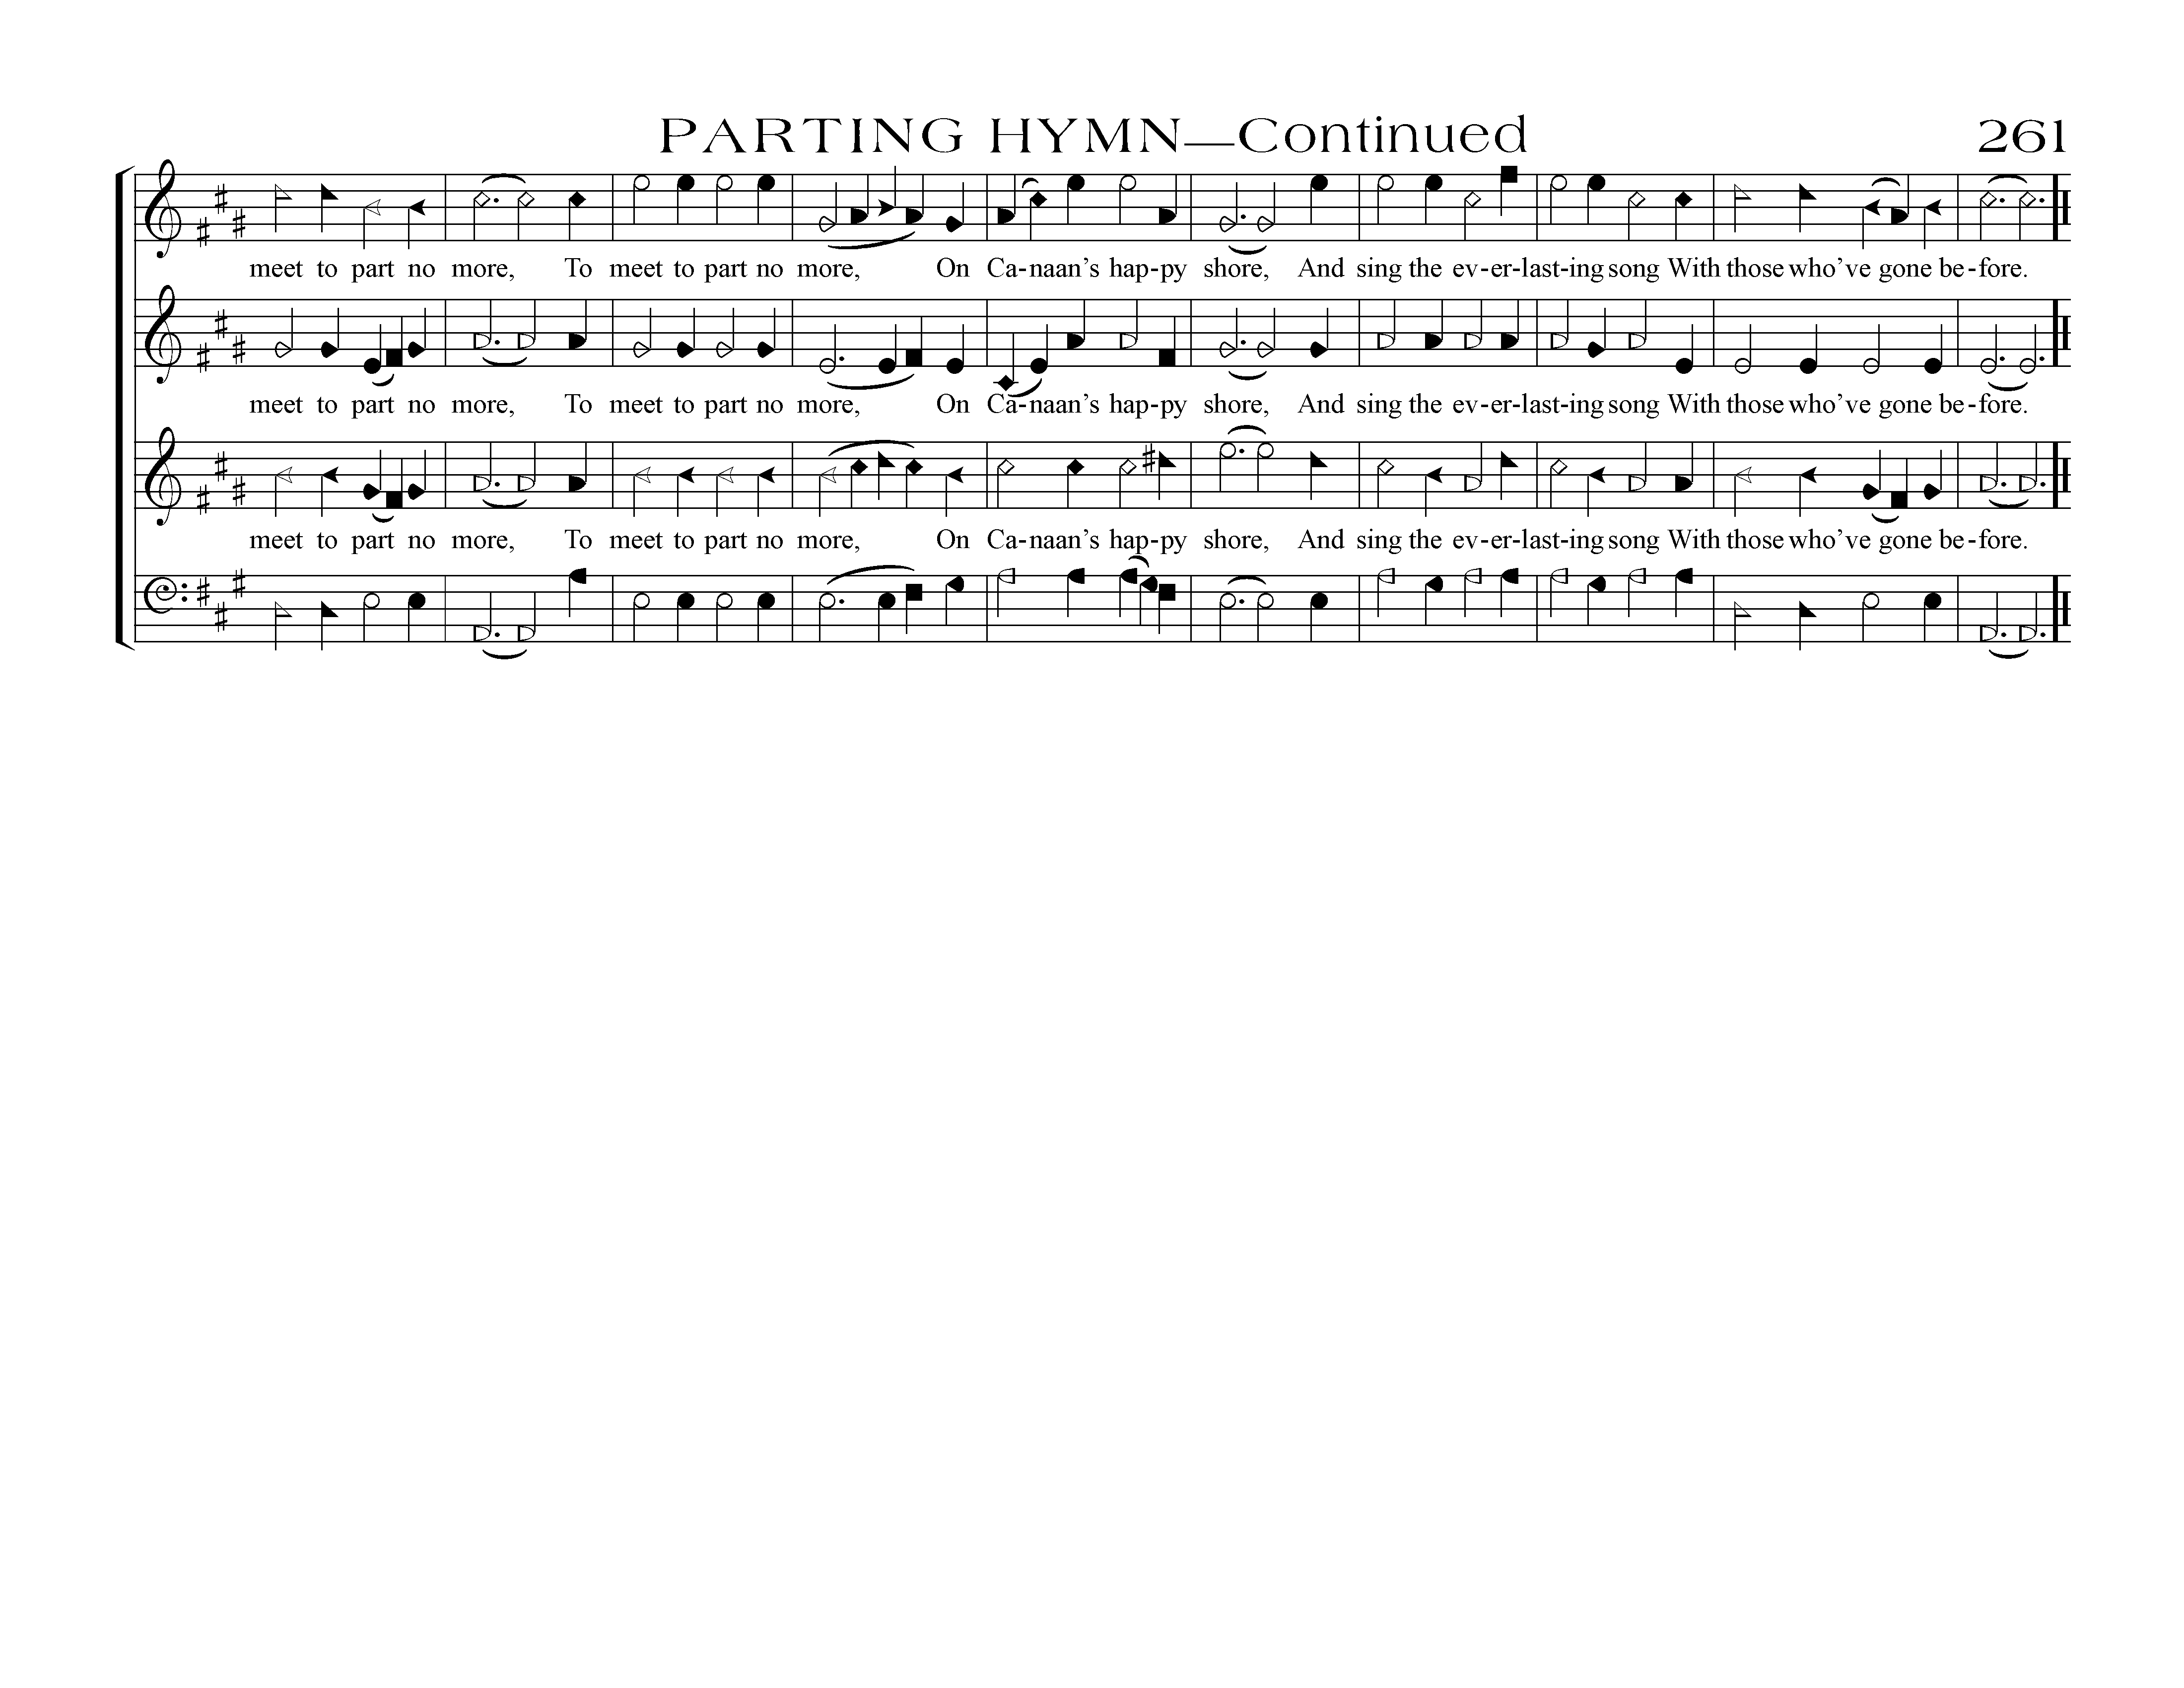 PARTING HYMN—Continued 261
meet to part no more, To meet to part no more, On Ca-naan's hap-py shore, And sing the ev-er-last-ing song With those who've gone be-fore.
meet to part no more, To meet to part no more, On Ca-naan's hap-py shore, And sing the ev-er-last-ing song With those who've gone be-fore.
meet to part no more, To meet to part no more, On Ca-naan's hap-py shore, And sing the ev-er-last-ing song With those who've gone be-fore.